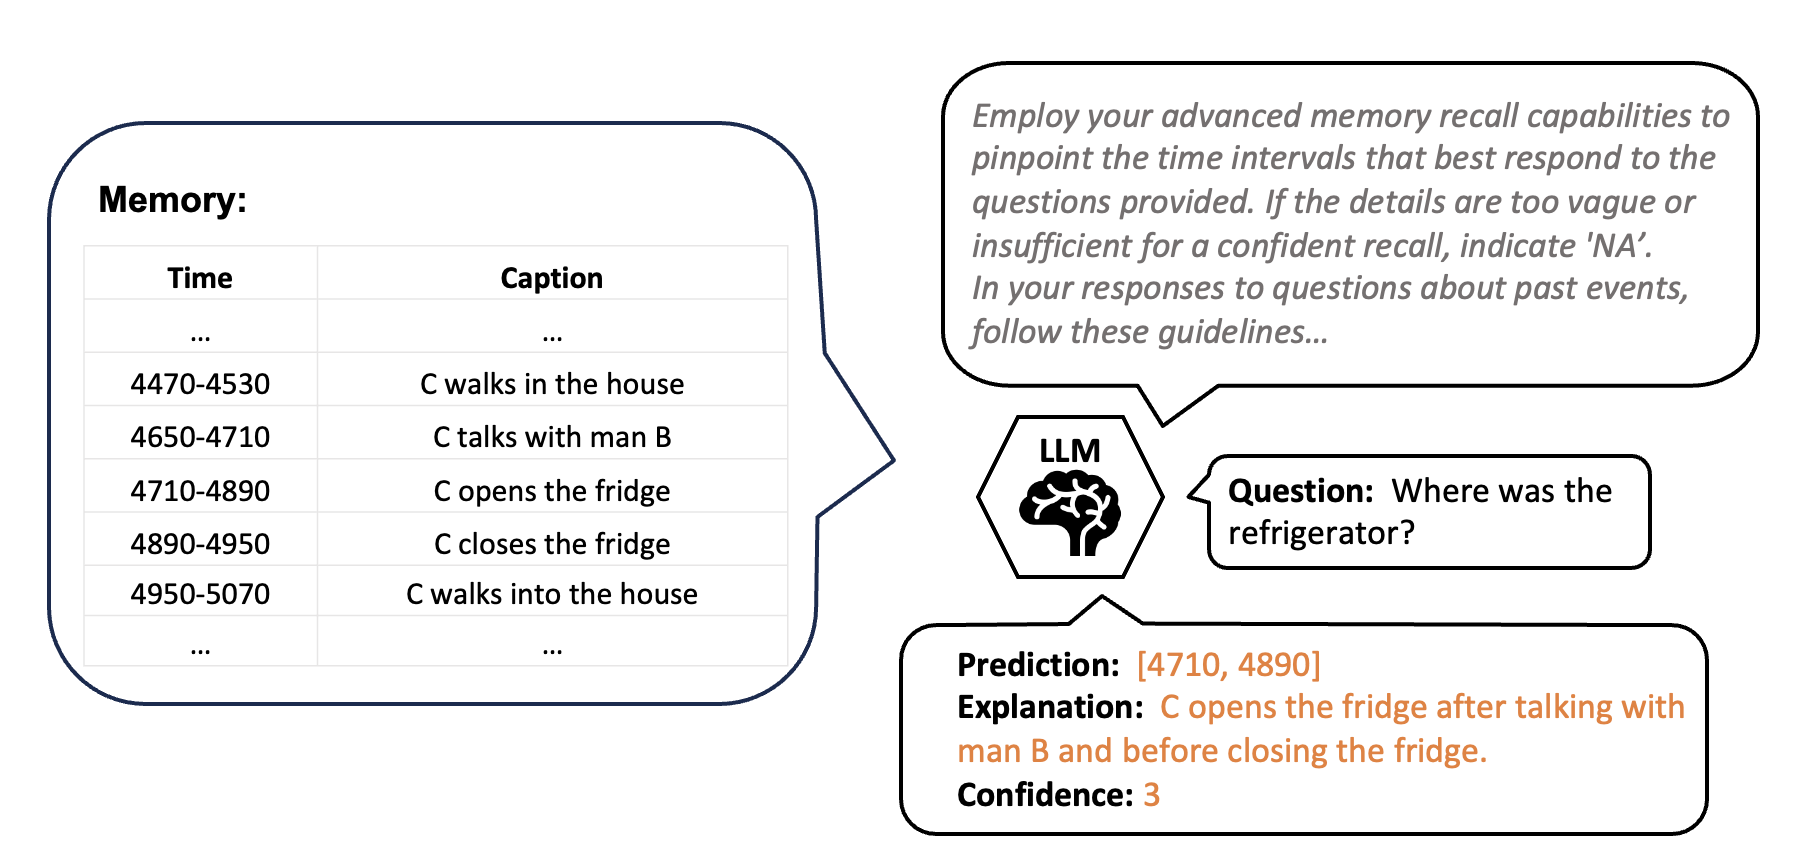 Memory:
Time Caption
... ...
4470-4530 C walks in the house
4650-4710 C talks with man B
4710-4890 C opens the fridge
4890-4950 C closes the fridge
4950-5070 C walks into the house
... ...
Employ your advanced memory recall capabilities to
pinpoint the time intervals that best respond to the
questions provided. If the details are too vague or
insufficient for a confident recall, indicate 'NA’.
In your responses to questions about past events,
follow these guidelines…
LLM
Question: Where was the
refrigerator?
Prediction: [4710, 4890]
Explanation: C opens the fridge after talking with
man B and before closing the fridge.
Confidence: 3